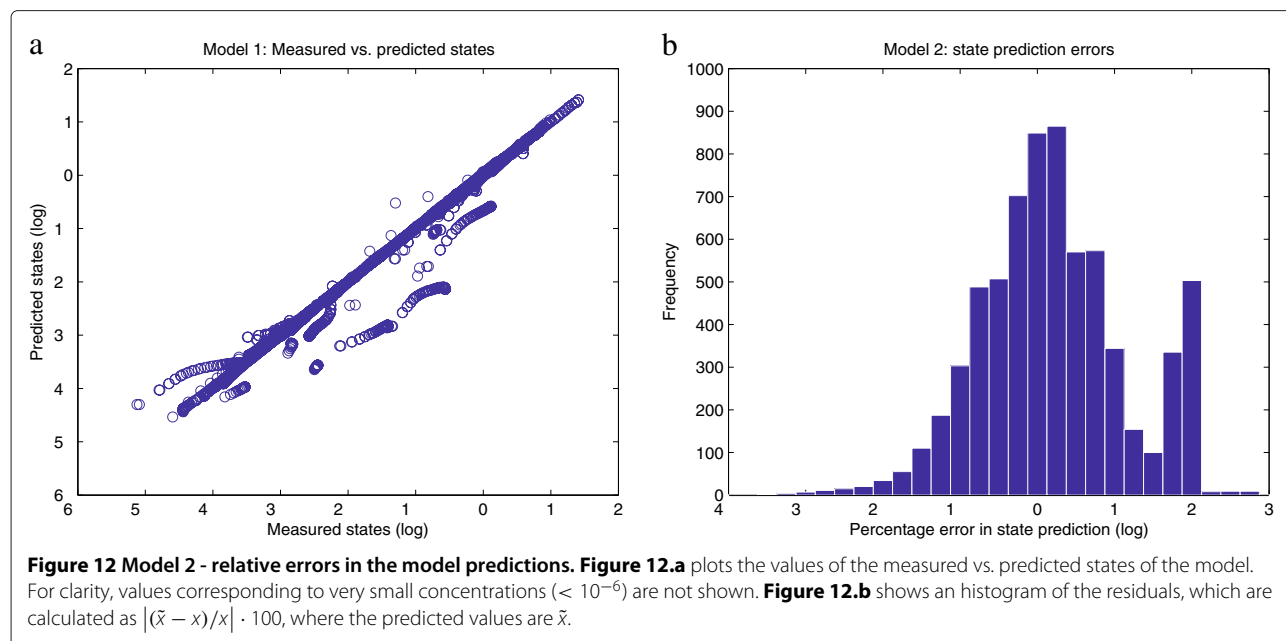 a
Model 1: Measured vs. predicted states
2
1
0
1
2
3
4
5
6
Predicted states (log)
6 5 4 3 2 1 0 1 2
Measured states (log)
b
Model 2: state prediction errors
1000
900
800
700
600
500
400
300
200
100
0
Frequency
4 3 2 1 0 1 2 3
Percentage error in state prediction (log)
Figure 12 Model 2 - relative errors in the model predictions. Figure 12.a plots the values of the measured vs. predicted states of the model.
For clarity, values corresponding to very small concentrations (< 10⁻⁶) are not shown. Figure 12.b shows an histogram of the residuals, which are
calculated as |(x̃ − x)/x| · 100, where the predicted values are x̃.